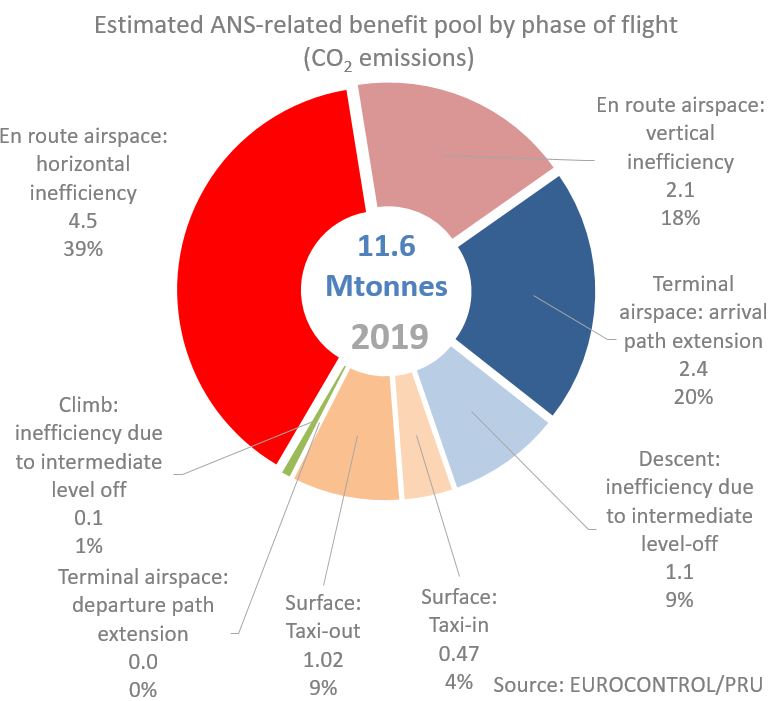 Estimated ANS-related benefit pool by phase of flight
(CO₂ emissions)
En route airspace:
vertical
inefficiency
2.1
18%
En route airspace:
horizontal
inefficiency
4.5
39%
11.6
Mtonnes
2019
Terminal
airspace: arrival
path extension
2.4
20%
Climb:
inefficiency due
to intermediate
level off
0.1
1%
Descent:
inefficiency due
to intermediate
level-off
1.1
9%
Terminal airspace:
departure path
extension
0.0
0%
Surface:
Taxi-out
1.02
9%
Surface:
Taxi-in
0.47
4%
Source: EUROCONTROL/PRU